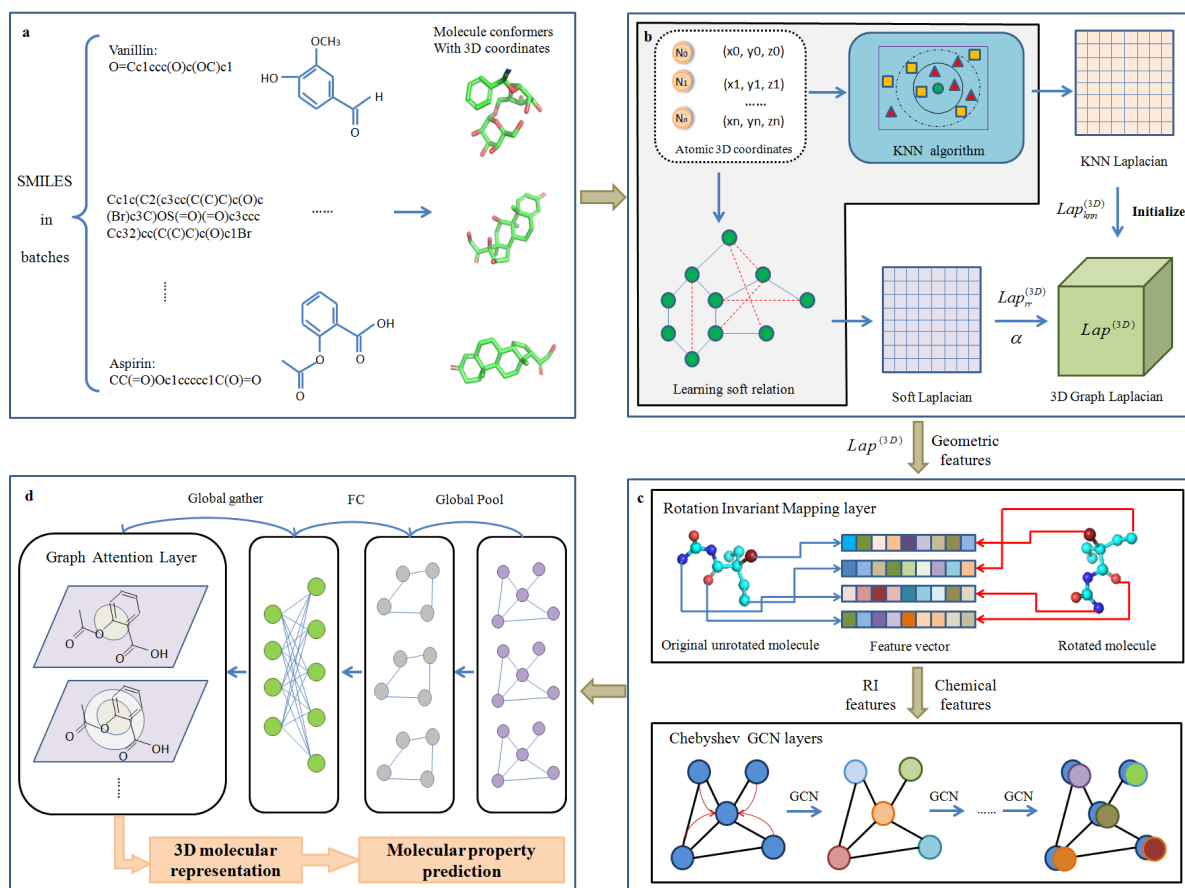 a
Vanillin:
O=Cc1ccc(O)c(OC)c1
OCH₃
HO
H
O
Molecule conformers
With 3D coordinates
SMILES
in
batches
Cc1c(C2(c3cc(C(C)C)c(O)c
(Br)c3C)OS(=O)(=O)c3ccc
Cc32)cc(C(C)C)c(O)c1Br
......
......
OH
O
O
O
Aspirin:
CC(=O)Oc1ccccc1C(O)=O
b
N₀ (x0, y0, z0)
N₁ (x1, y1, z1)
......
Nₙ (xn, yn, zn)
Atomic 3D coordinates
KNN algorithm
KNN Laplacian
Lap_knn^(3D) Initialize
Learning soft relation
Soft Laplacian
Lap_rr^(3D)
α
Lap^(3D)
3D Graph Laplacian
Lap^(3D) Geometric
features
c
Rotation Invariant Mapping layer
Original unrotated molecule Feature vector Rotated molecule
RI
features
Chemical
features
Chebyshev GCN layers
GCN
GCN
......
GCN
d
Global gather FC Global Pool
Graph Attention Layer
O
O
O
OH
O
O
O
OH
......
3D molecular
representation
Molecular property
prediction